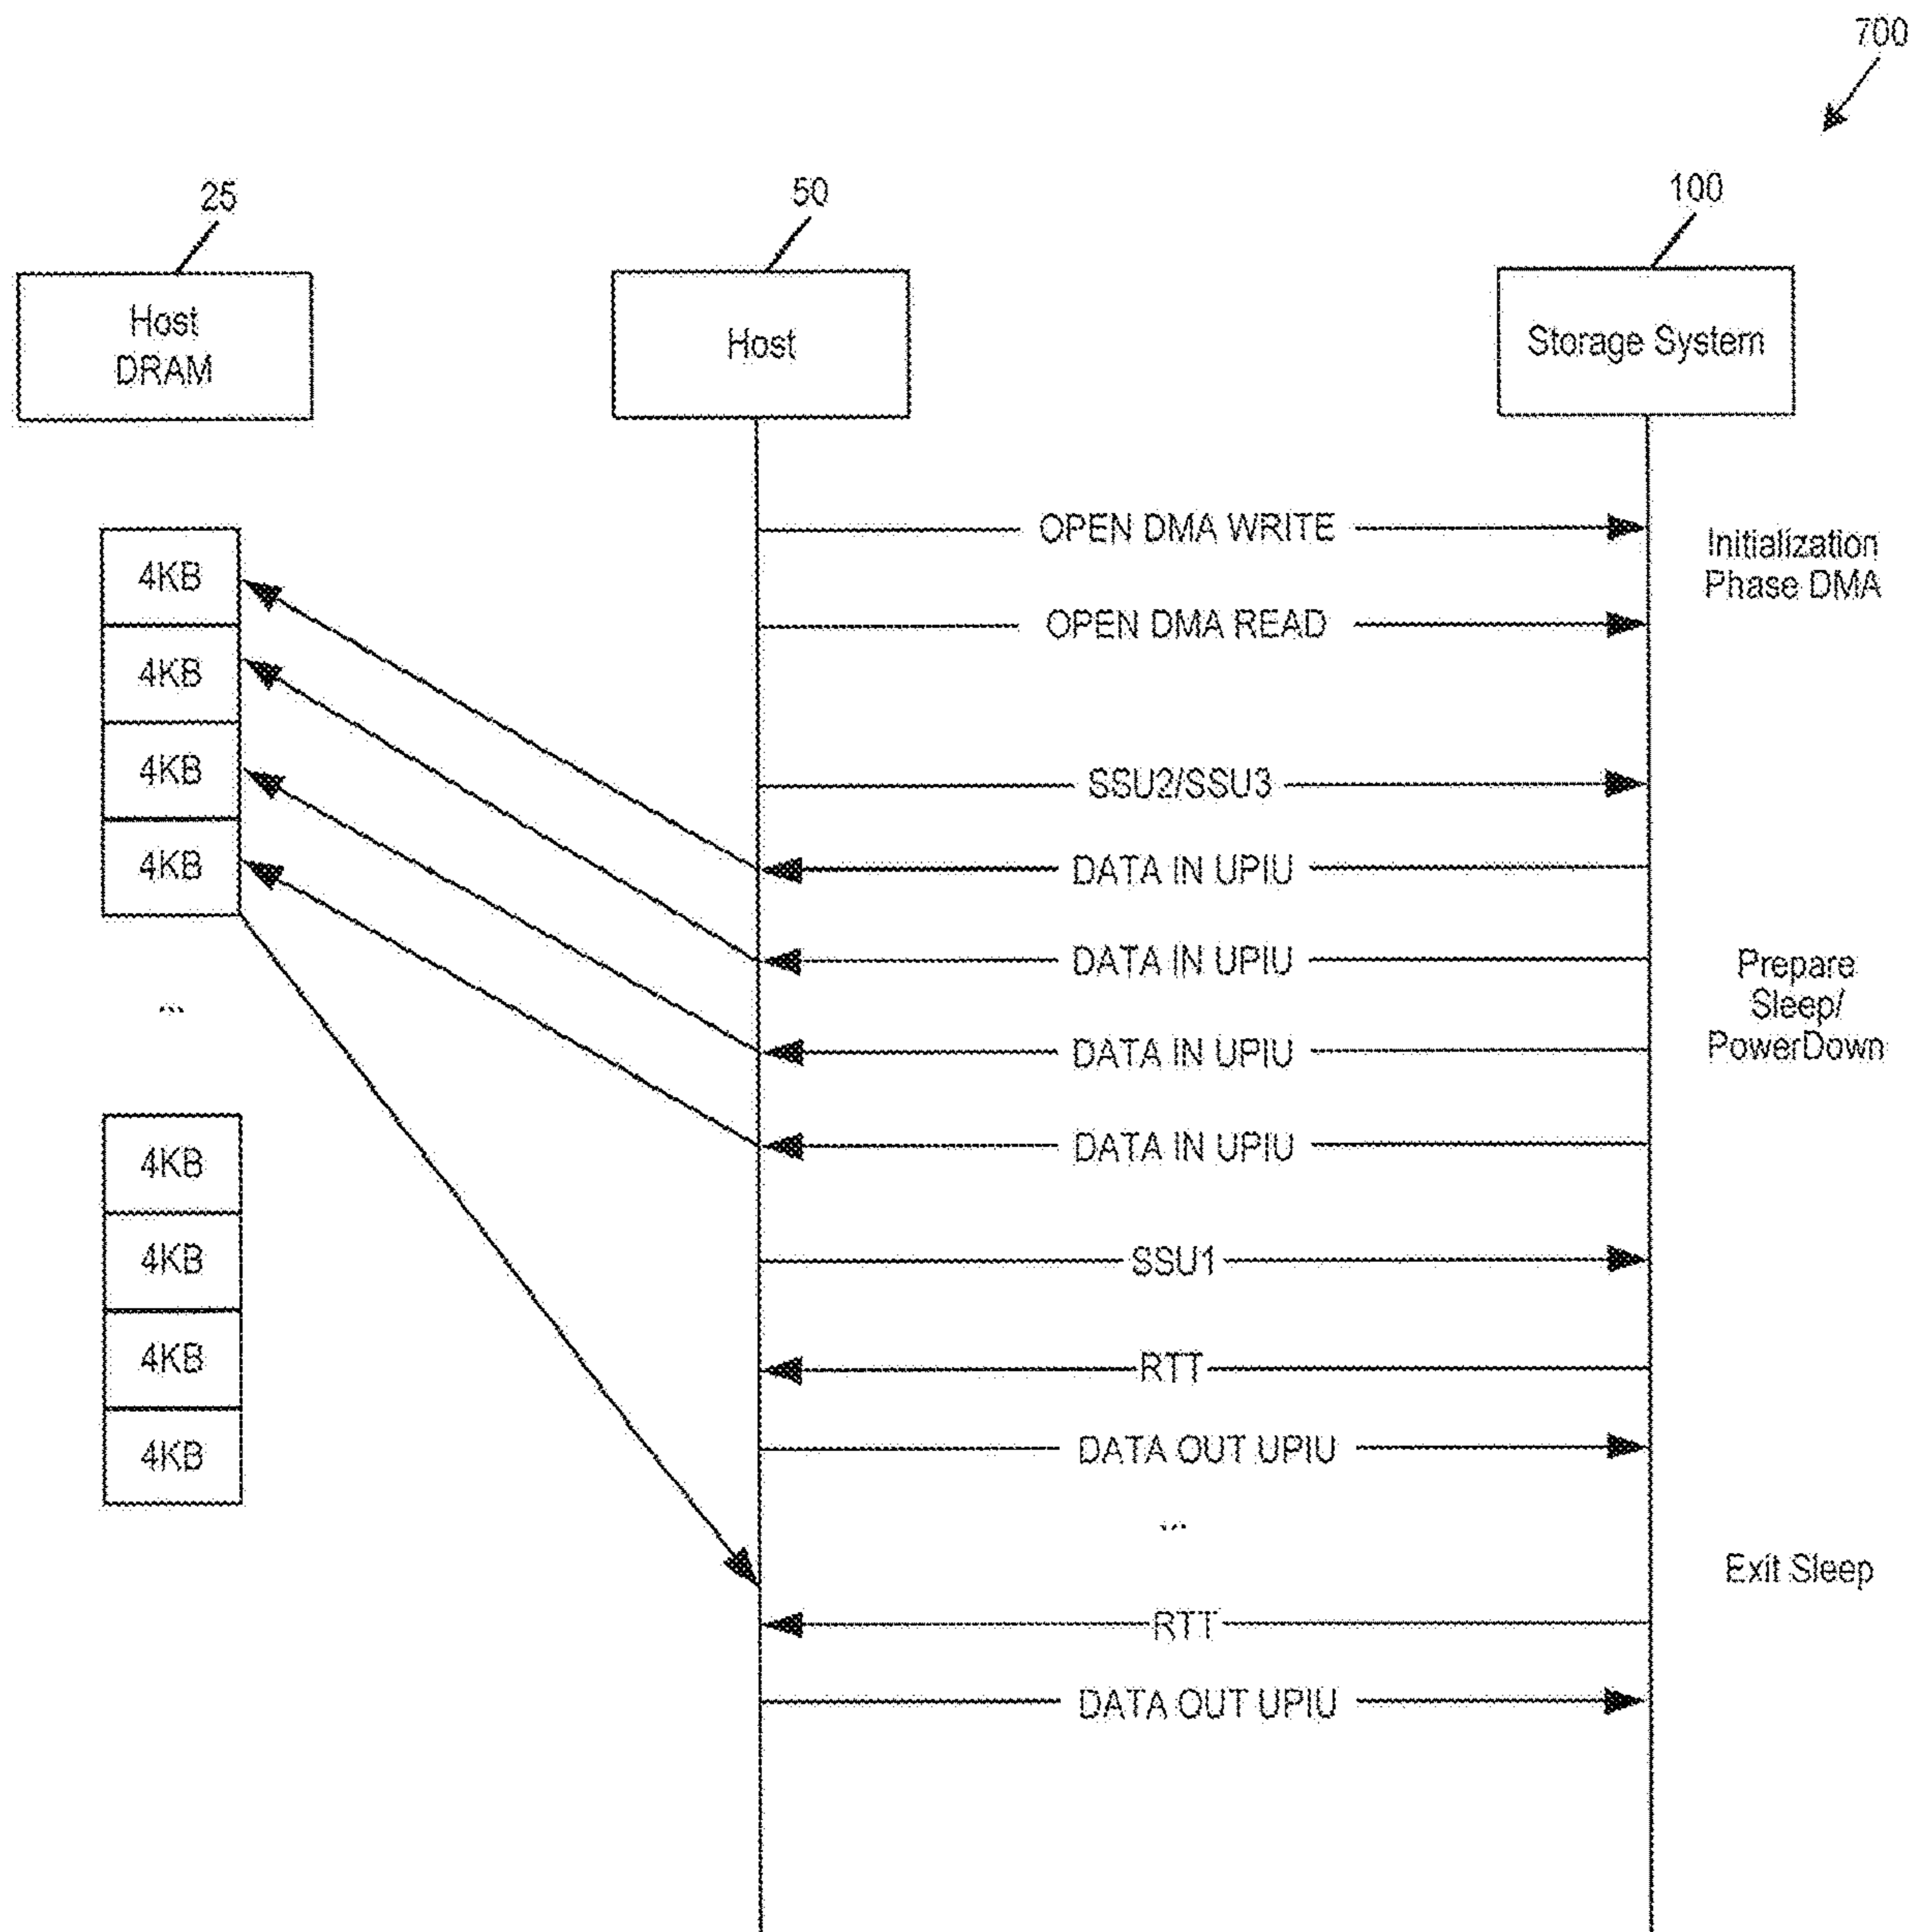 700
25
50
100
Host
DRAM
Host
Storage System
OPEN DMA WRITE
Initialization
Phase DMA
4KB
OPEN DMA READ
4KB
4KB
SSU2/SSU3
4KB
DATA IN UPIU
DATA IN UPIU
Prepare
Sleep/
PowerDown
...
DATA IN UPIU
DATA IN UPIU
4KB
4KB
SSU1
4KB
RTT
4KB
DATA OUT UPIU
...
Exit Sleep
RTT
DATA OUT UPIU